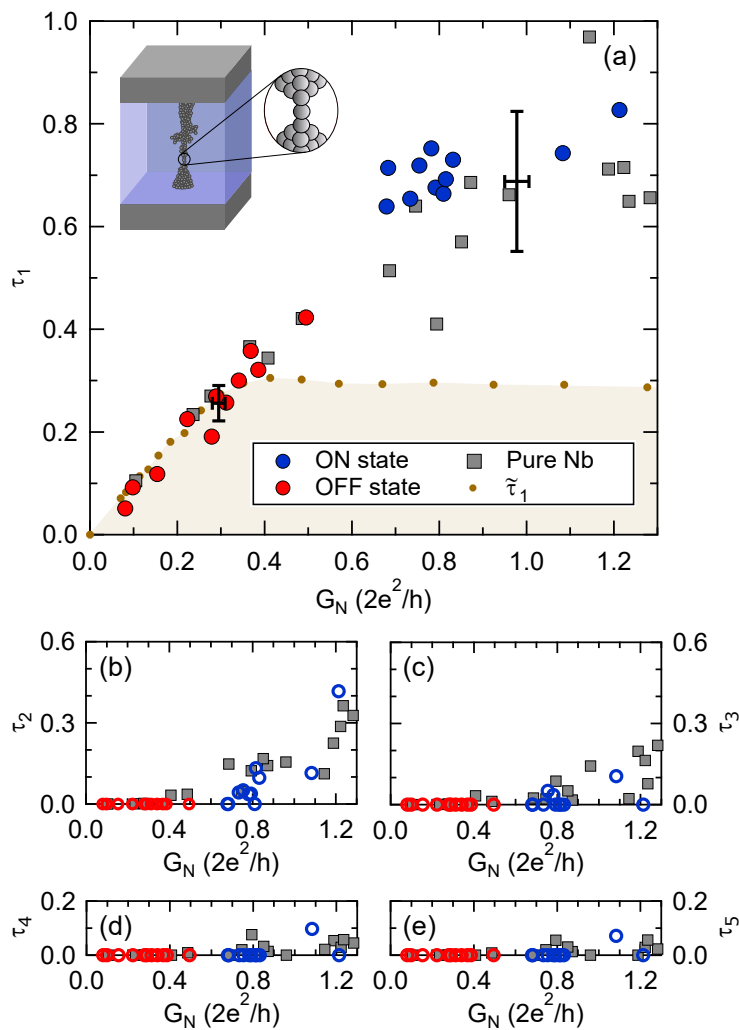 1.0
(a)
0.8
0.6
τ1
0.4
0.2
0.0
ON state
Pure Nb
OFF state
τ̃1
0.0 0.2 0.4 0.6 0.8 1.0 1.2
G_N (2e²/h)
0.6
(b)
0.3
τ2
0.0
0.0 0.4 0.8 1.2
G_N (2e²/h)
(c)
0.6
0.3
τ3
0.0
0.0 0.4 0.8 1.2
G_N (2e²/h)
0.2
τ4
(d)
0.0
0.0 0.4 0.8 1.2
G_N (2e²/h)
(e)
0.2
τ5
0.0
0.0 0.4 0.8 1.2
G_N (2e²/h)